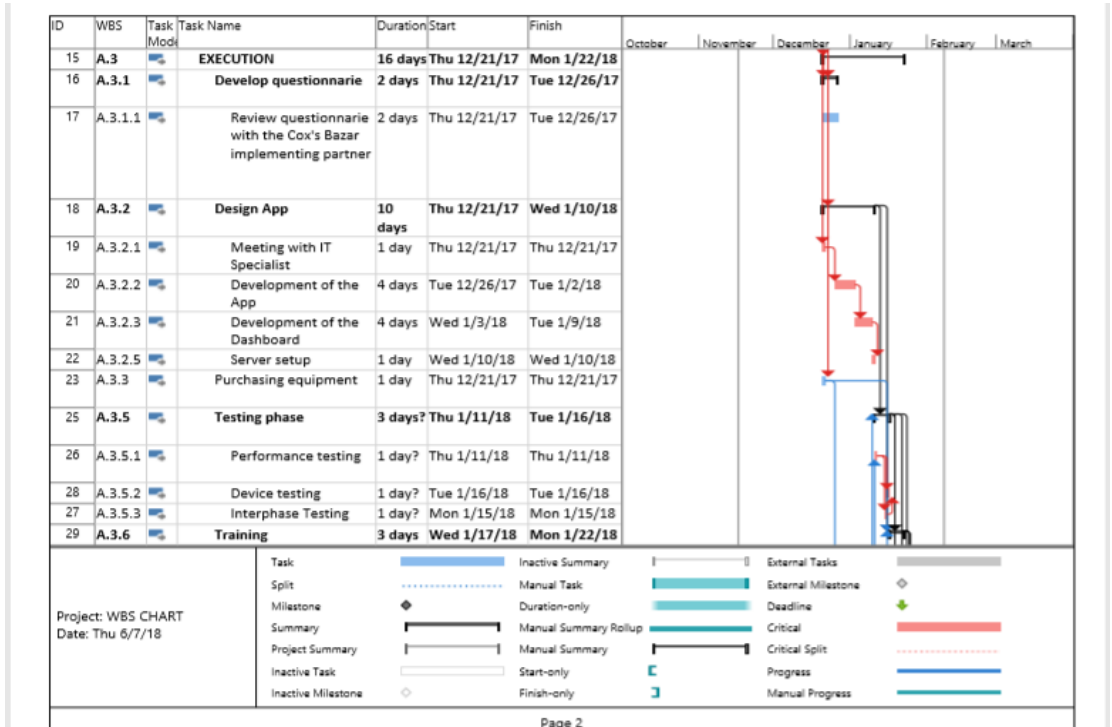 ID WBS Task Mode Task Name Duration Start Finish
October November December January February March
15 A.3 EXECUTION 16 days Thu 12/21/17 Mon 1/22/18
16 A.3.1 Develop questionnarie 2 days Thu 12/21/17 Tue 12/26/17
17 A.3.1.1 Review questionnarie 2 days Thu 12/21/17 Tue 12/26/17
with the Cox's Bazar
implementing partner
18 A.3.2 Design App 10 days Thu 12/21/17 Wed 1/10/18
19 A.3.2.1 Meeting with IT 1 day Thu 12/21/17 Thu 12/21/17
Specialist
20 A.3.2.2 Development of the 4 days Tue 12/26/17 Tue 1/2/18
App
21 A.3.2.3 Development of the 4 days Wed 1/3/18 Tue 1/9/18
Dashboard
22 A.3.2.5 Server setup 1 day Wed 1/10/18 Wed 1/10/18
23 A.3.3 Purchasing equipment 1 day Thu 12/21/17 Thu 12/21/17
25 A.3.5 Testing phase 3 days? Thu 1/11/18 Tue 1/16/18
26 A.3.5.1 Performance testing 1 day? Thu 1/11/18 Thu 1/11/18
28 A.3.5.2 Device testing 1 day? Tue 1/16/18 Tue 1/16/18
27 A.3.5.3 Interphase Testing 1 day? Mon 1/15/18 Mon 1/15/18
29 A.3.6 Training 3 days Wed 1/17/18 Mon 1/22/18
Project: WBS CHART
Date: Thu 6/7/18
Task Inactive Summary External Tasks
Split Manual Task External Milestone
Milestone Duration-only Deadline
Summary Manual Summary Rollup Critical
Project Summary Manual Summary Critical Split
Inactive Task Start-only Progress
Inactive Milestone Finish-only Manual Progress
Page 2